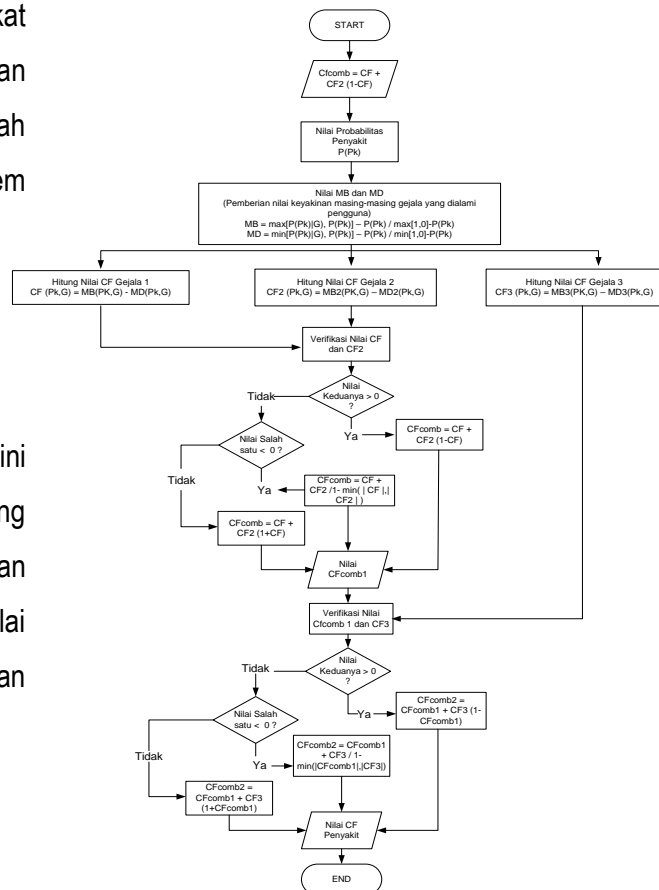 kat
an
ah
em
ini
ng
an
lai
an
START
Cfcomb = CF +
CF2 (1-CF)
Nilai Probabilitas
Penyakit
P(Pk)
Nilai MB dan MD
(Pemberian nilai keyakinan masing-masing gejala yang dialami
pengguna)
MB = max[P(Pk)|G), P(Pk)] – P(Pk) / max[1,0]-P(Pk)
MD = min[P(Pk)|G), P(Pk)] – P(Pk) / min[1,0]-P(Pk)
Hitung Nilai CF Gejala 1
CF (Pk,G) = MB(PK,G) - MD(Pk,G)
Hitung Nilai CF Gejala 2
CF2 (Pk,G) = MB2(PK,G) – MD2(Pk,G)
Hitung Nilai CF Gejala 3
CF3 (Pk,G) = MB3(PK,G) – MD3(Pk,G)
Verifikasi Nilai CF
dan CF2
Nilai
Keduanya > 0
?
Tidak
Ya
CFcomb = CF +
CF2 (1-CF)
Nilai Salah
satu < 0 ?
Tidak
Ya
CFcomb = CF +
CF2 /1- min( | CF |,|
CF2 | )
CFcomb = CF +
CF2 (1+CF)
Nilai
CFcomb1
Verifikasi Nilai
Cfcomb 1 dan CF3
Nilai
Keduanya > 0
?
Tidak
Ya
CFcomb2 =
CFcomb1 + CF3 (1-
CFcomb1)
Nilai Salah
satu < 0 ?
Tidak
Ya
CFcomb2 = CFcomb1
+ CF3 / 1-
min(|CFcomb1|,|CF3|)
CFcomb2 =
CFcomb1 + CF3
(1+CFcomb1)
Nilai CF
Penyakit
END